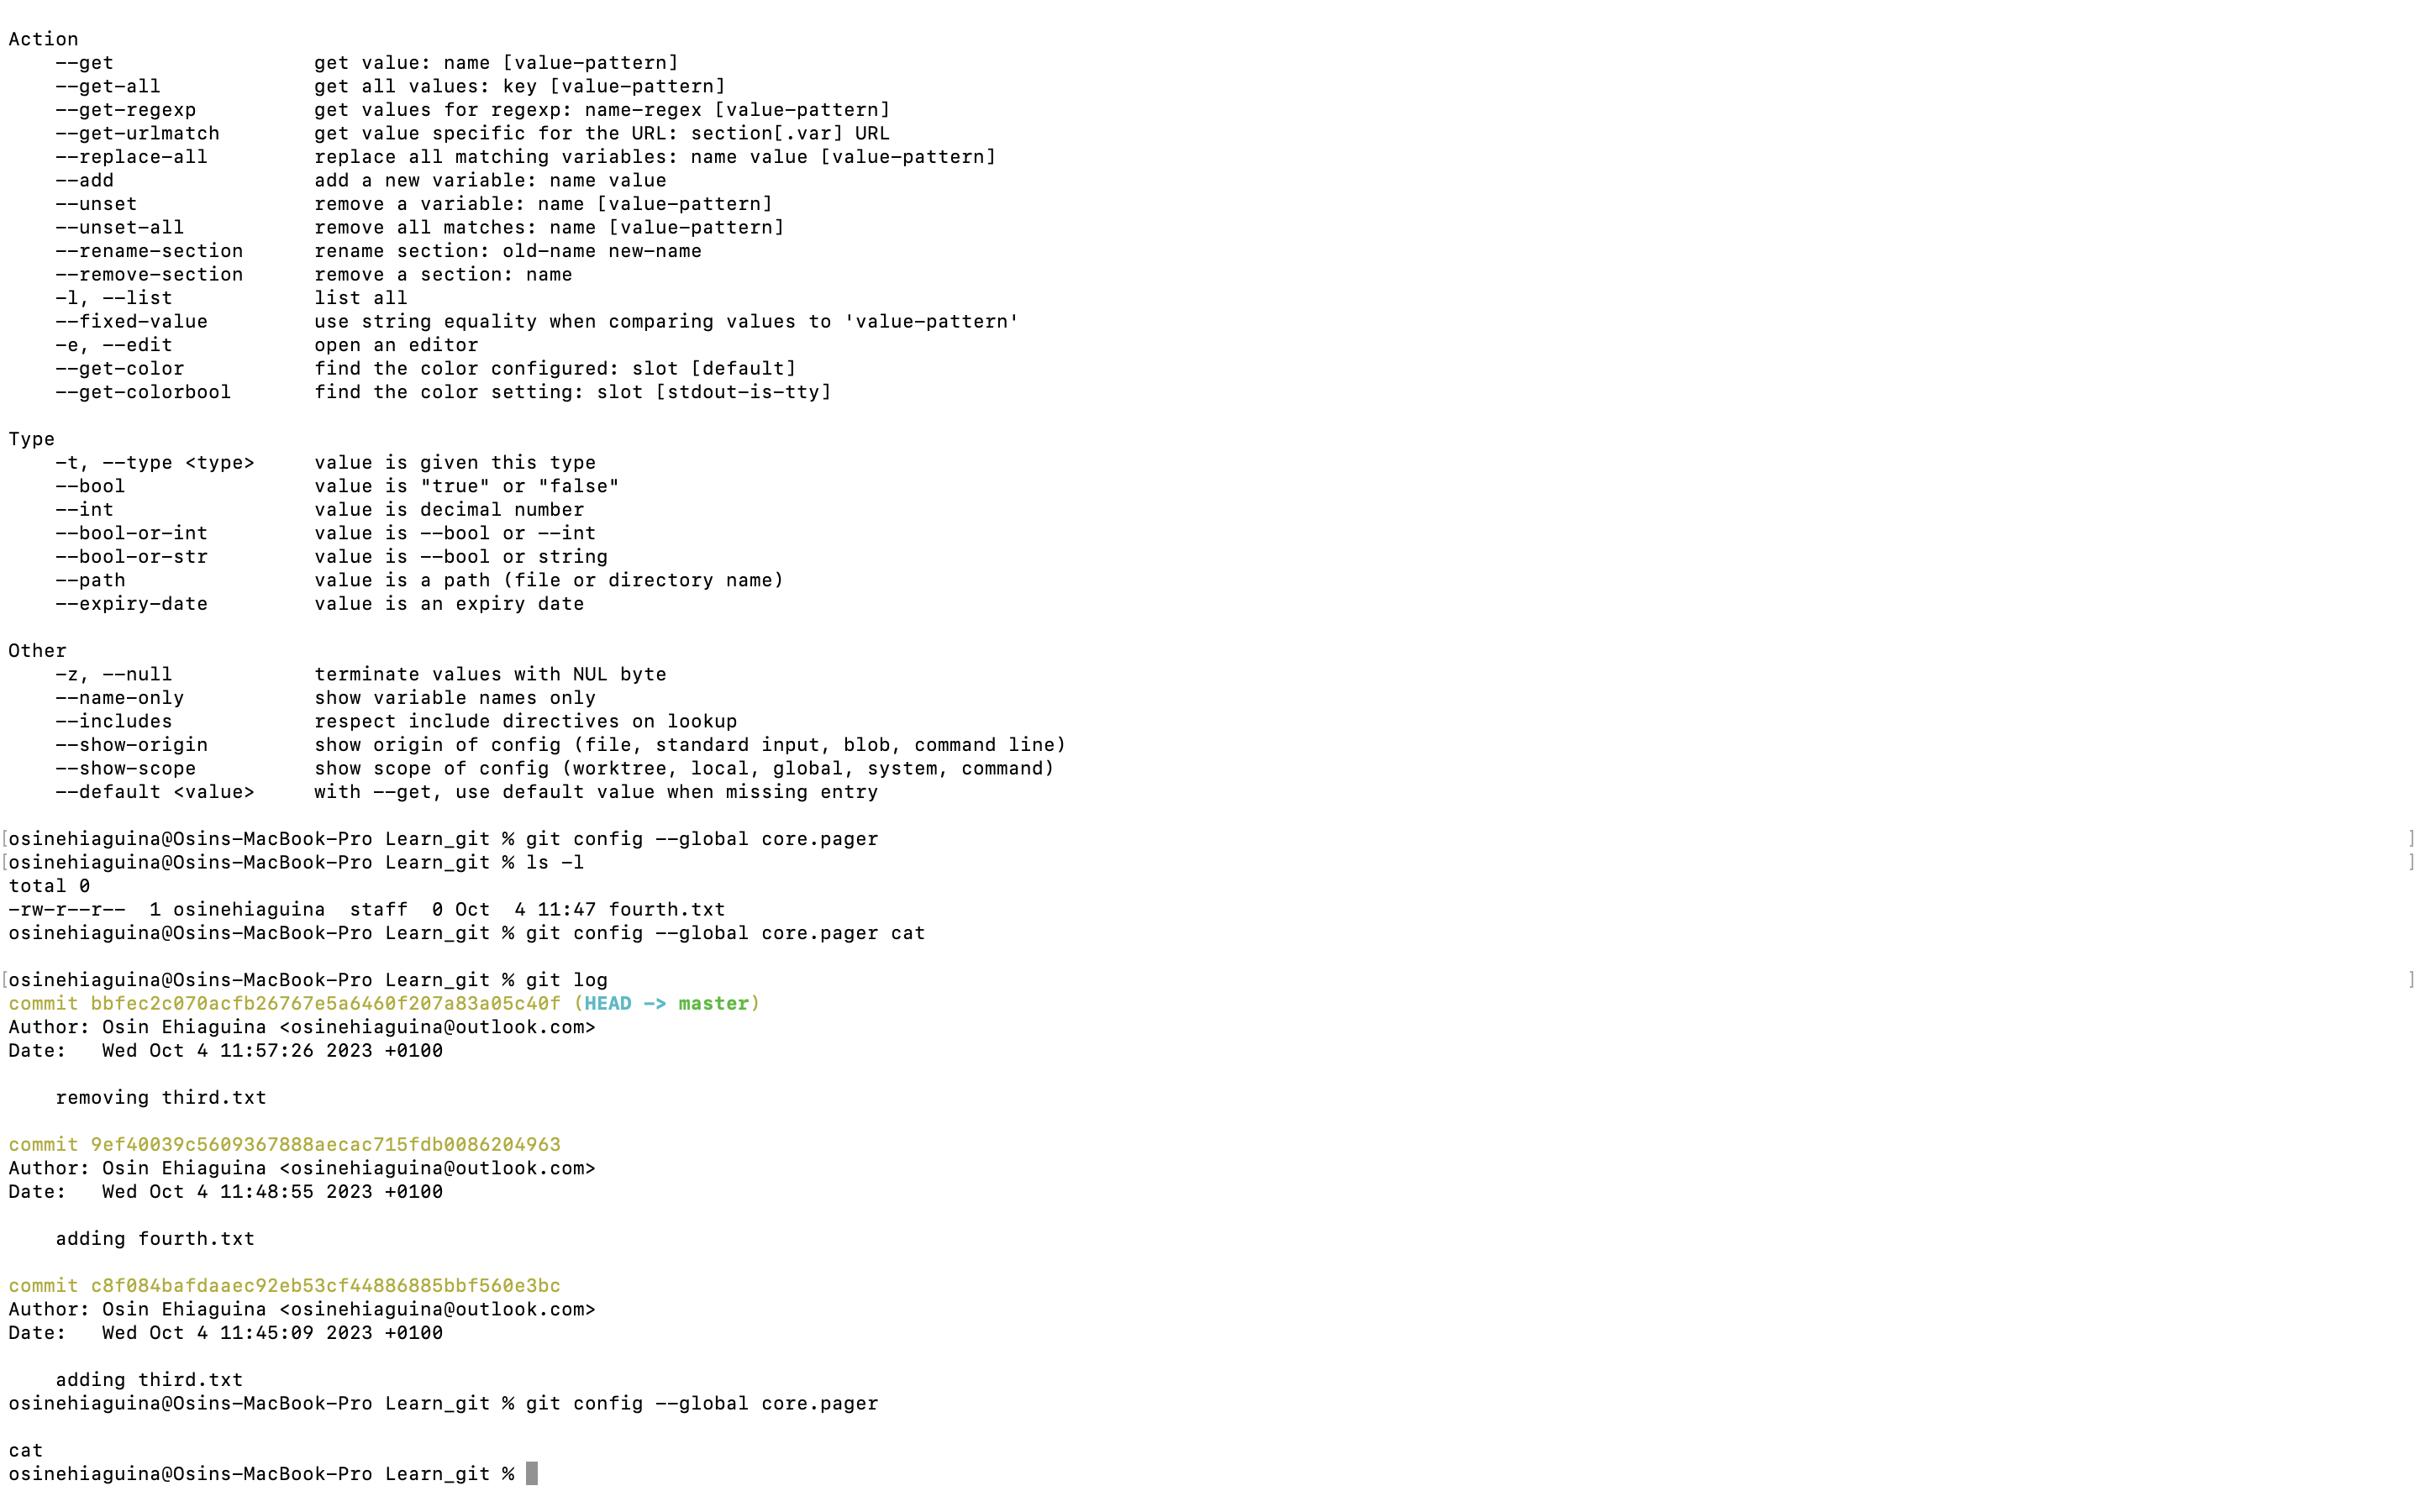 Action
    --get                 get value: name [value-pattern]
    --get-all             get all values: key [value-pattern]
    --get-regexp          get values for regexp: name-regex [value-pattern]
    --get-urlmatch        get value specific for the URL: section[.var] URL
    --replace-all         replace all matching variables: name value [value-pattern]
    --add                 add a new variable: name value
    --unset               remove a variable: name [value-pattern]
    --unset-all           remove all matches: name [value-pattern]
    --rename-section      rename section: old-name new-name
    --remove-section      remove a section: name
    -l, --list            list all
    --fixed-value         use string equality when comparing values to 'value-pattern'
    -e, --edit            open an editor
    --get-color           find the color configured: slot [default]
    --get-colorbool       find the color setting: slot [stdout-is-tty]

Type
    -t, --type <type>     value is given this type
    --bool                value is "true" or "false"
    --int                 value is decimal number
    --bool-or-int         value is --bool or --int
    --bool-or-str         value is --bool or string
    --path                value is a path (file or directory name)
    --expiry-date         value is an expiry date

Other
    -z, --null            terminate values with NUL byte
    --name-only           show variable names only
    --includes            respect include directives on lookup
    --show-origin         show origin of config (file, standard input, blob, command line)
    --show-scope          show scope of config (worktree, local, global, system, command)
    --default <value>     with --get, use default value when missing entry

[osinehiaguina@Osins-MacBook-Pro Learn_git % git config --global core.pager ]
[osinehiaguina@Osins-MacBook-Pro Learn_git % ls -l ]
total 0
-rw-r--r--  1 osinehiaguina  staff  0 Oct  4 11:47 fourth.txt
osinehiaguina@Osins-MacBook-Pro Learn_git % git config --global core.pager cat

[osinehiaguina@Osins-MacBook-Pro Learn_git % git log ]
commit bbfec2c070acfb26767e5a6460f207a83a05c40f (HEAD -> master)
Author: Osin Ehiaguina <osinehiaguina@outlook.com>
Date:   Wed Oct 4 11:57:26 2023 +0100

    removing third.txt

commit 9ef40039c5609367888aecac715fdb0086204963
Author: Osin Ehiaguina <osinehiaguina@outlook.com>
Date:   Wed Oct 4 11:48:55 2023 +0100

    adding fourth.txt

commit c8f084bafdaaec92eb53cf44886885bbf560e3bc
Author: Osin Ehiaguina <osinehiaguina@outlook.com>
Date:   Wed Oct 4 11:45:09 2023 +0100

    adding third.txt
osinehiaguina@Osins-MacBook-Pro Learn_git % git config --global core.pager

cat
osinehiaguina@Osins-MacBook-Pro Learn_git %